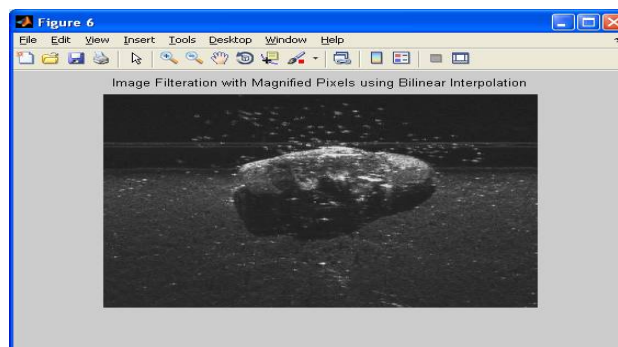 Figure 6
File Edit View Insert Tools Desktop Window Help
Image Filteration with Magnified Pixels using Bilinear Interpolation